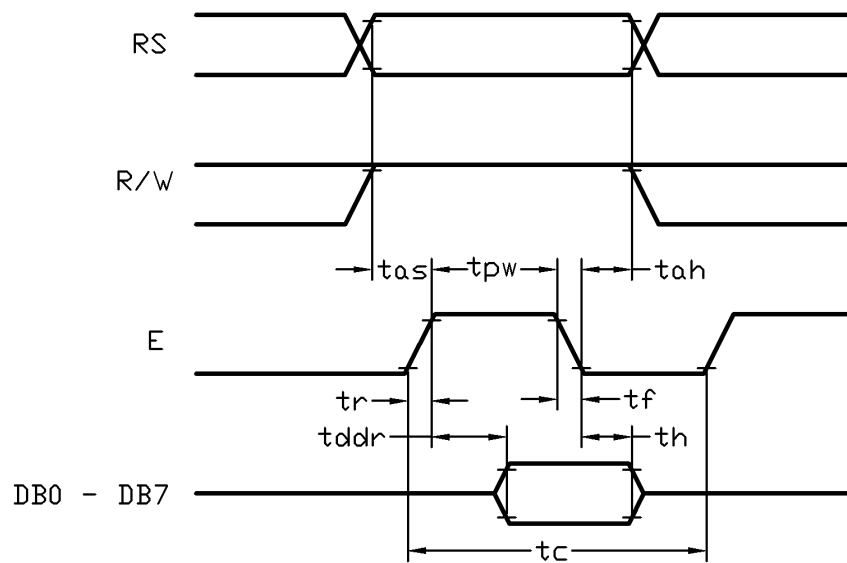 RS
R/W
tas tpw tah
E
tr tf
tddr th
DB0 - DB7
tc